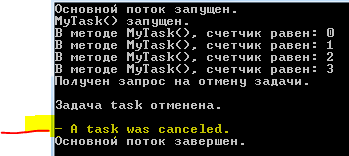 Основной поток запущен.
MyTask() запущен.
В методе MyTask(), счетчик равен: 0
В методе MyTask(), счетчик равен: 1
В методе MyTask(), счетчик равен: 2
В методе MyTask(), счетчик равен: 3
Получен запрос на отмену задачи.
Задача task отменена.
- A task was canceled.
Основной поток завершен.